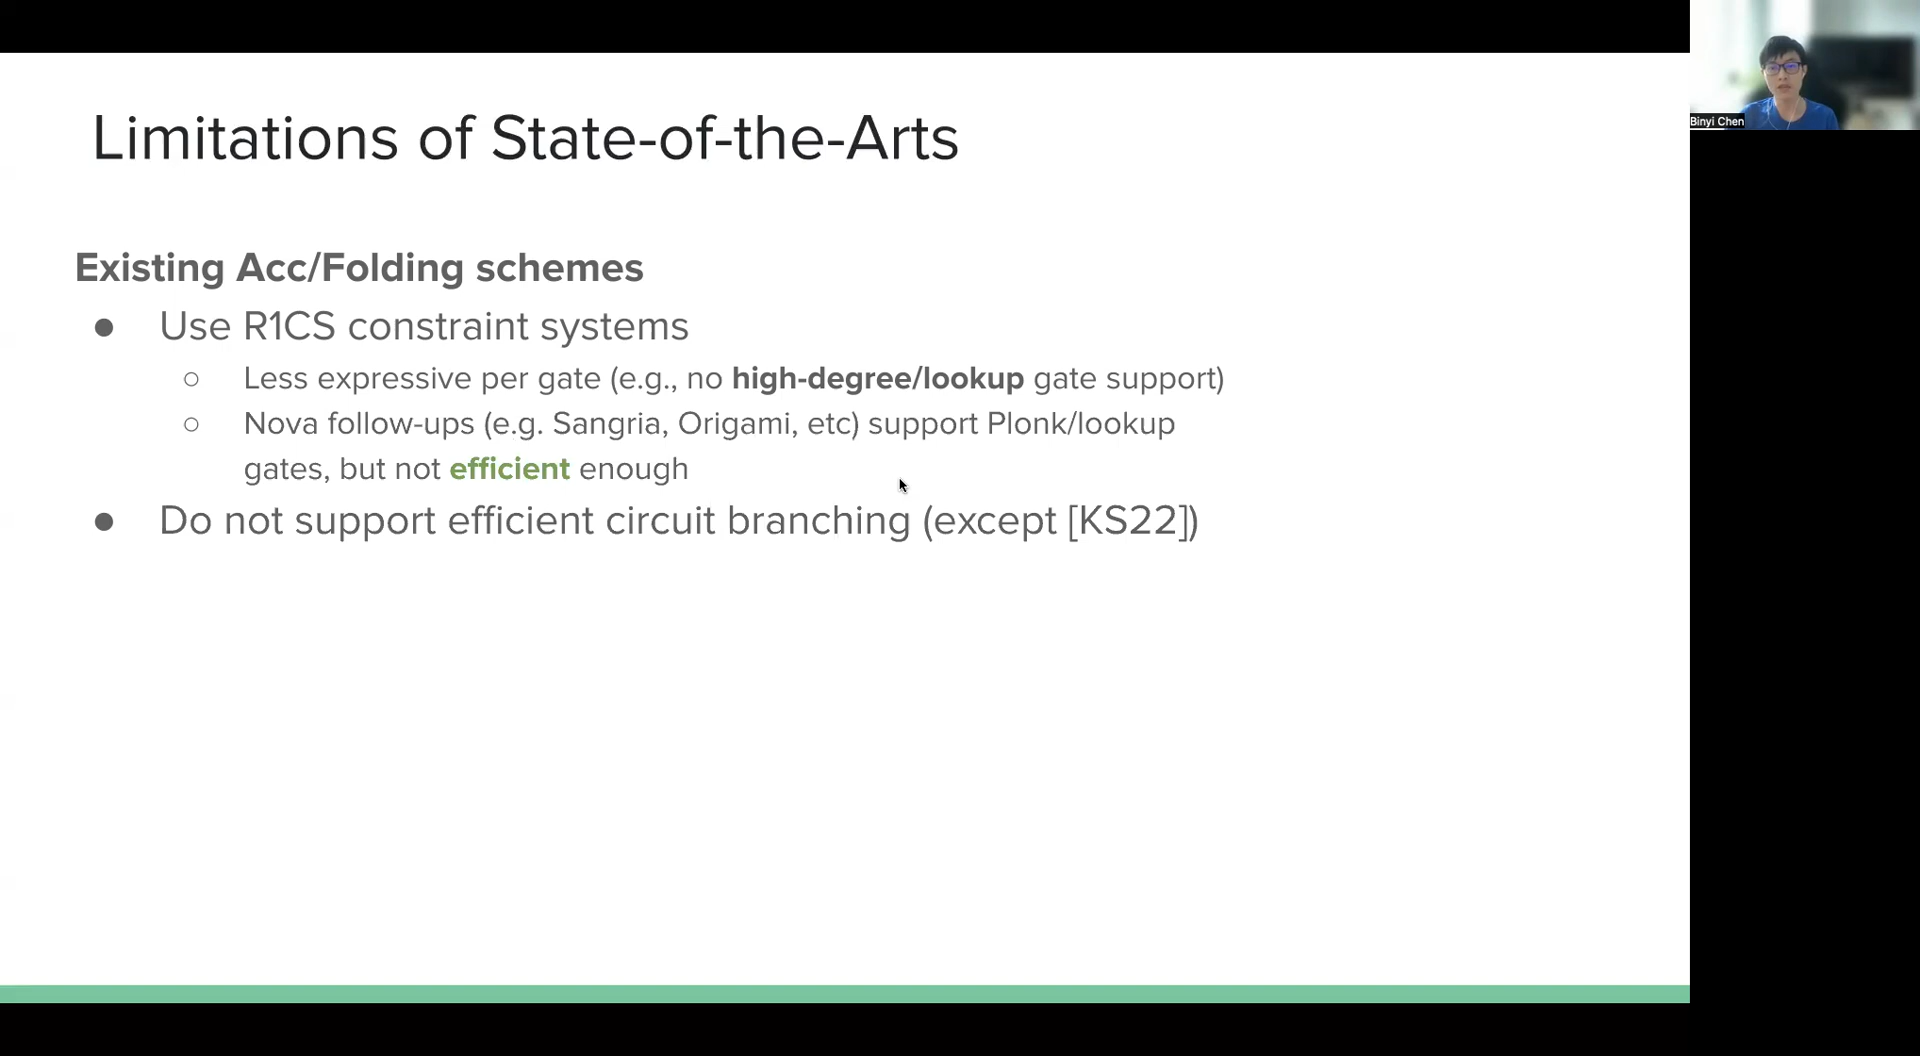 Limitations of State-of-the-Arts
Existing Acc/Folding schemes
● Use R1CS constraint systems
○ Less expressive per gate (e.g., no high-degree/lookup gate support)
○ Nova follow-ups (e.g. Sangria, Origami, etc) support Plonk/lookup
gates, but not efficient enough
● Do not support efficient circuit branching (except [KS22])
Binyi Chen